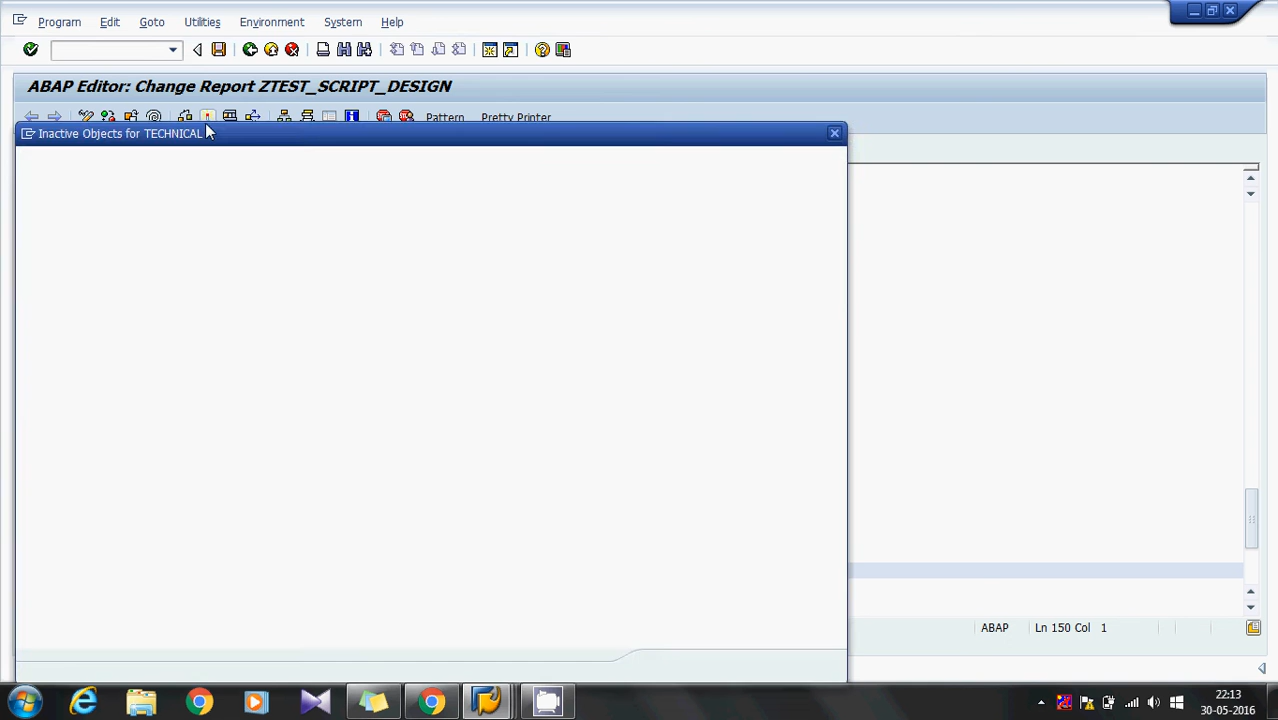 Program Edit Goto Utilities Environment System Help
ABAP Editor: Change Report ZTEST_SCRIPT_DESIGN
Pattern Pretty Printer
Inactive Objects for TECHNICAL
ABAP Ln 150 Col 1
22:13
30-05-2016